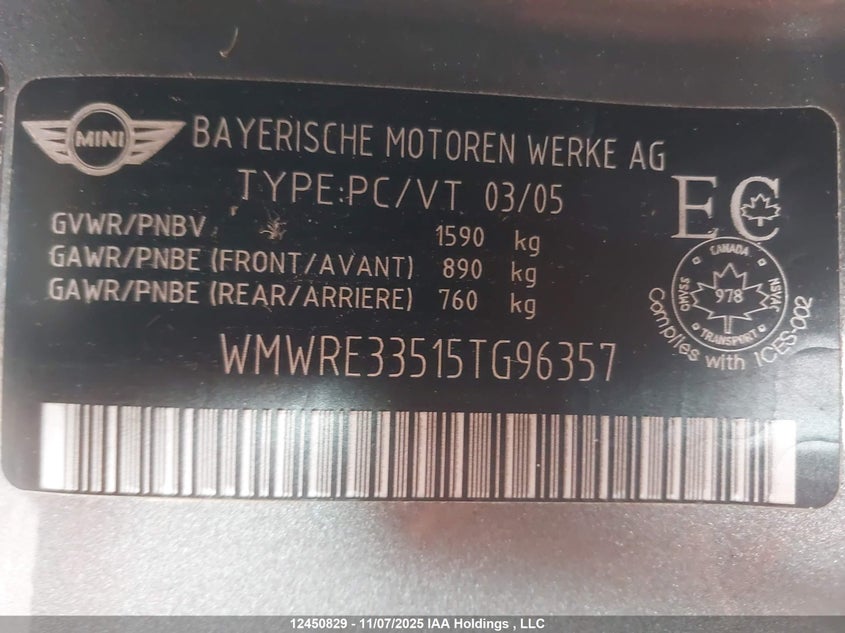 MINI
BAYERISCHE MOTOREN WERKE AG
TYPE:PC/VT 03/05
GVWR/PNBV 1590 kg
GAWR/PNBE (FRONT/AVANT) 890 kg
GAWR/PNBE (REAR/ARRIERE) 760 kg
WMWRE33515TG96357
EC
CANADA
CMVSS
NSVAC
978
TRANSPORT
Complies with ICES-002
12450829 - 11/07/2025 IAA Holdings , LLC